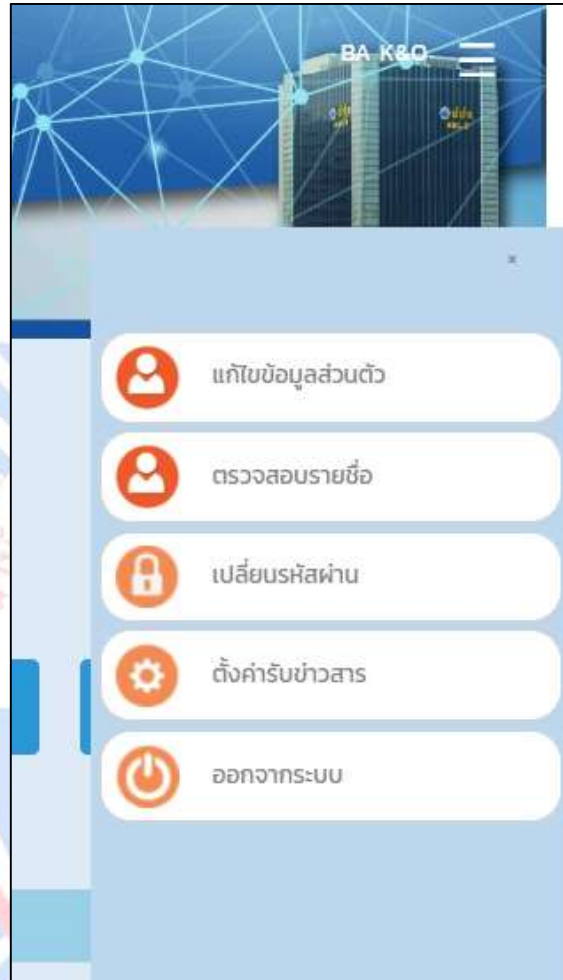 BA K&O
×
แก้ไขข้อมูลส่วนตัว
ตรวจสอบรายชื่อ
เปลี่ยนรหัสผ่าน
ตั้งค่ารับข่าวสาร
ออกจากระบบ